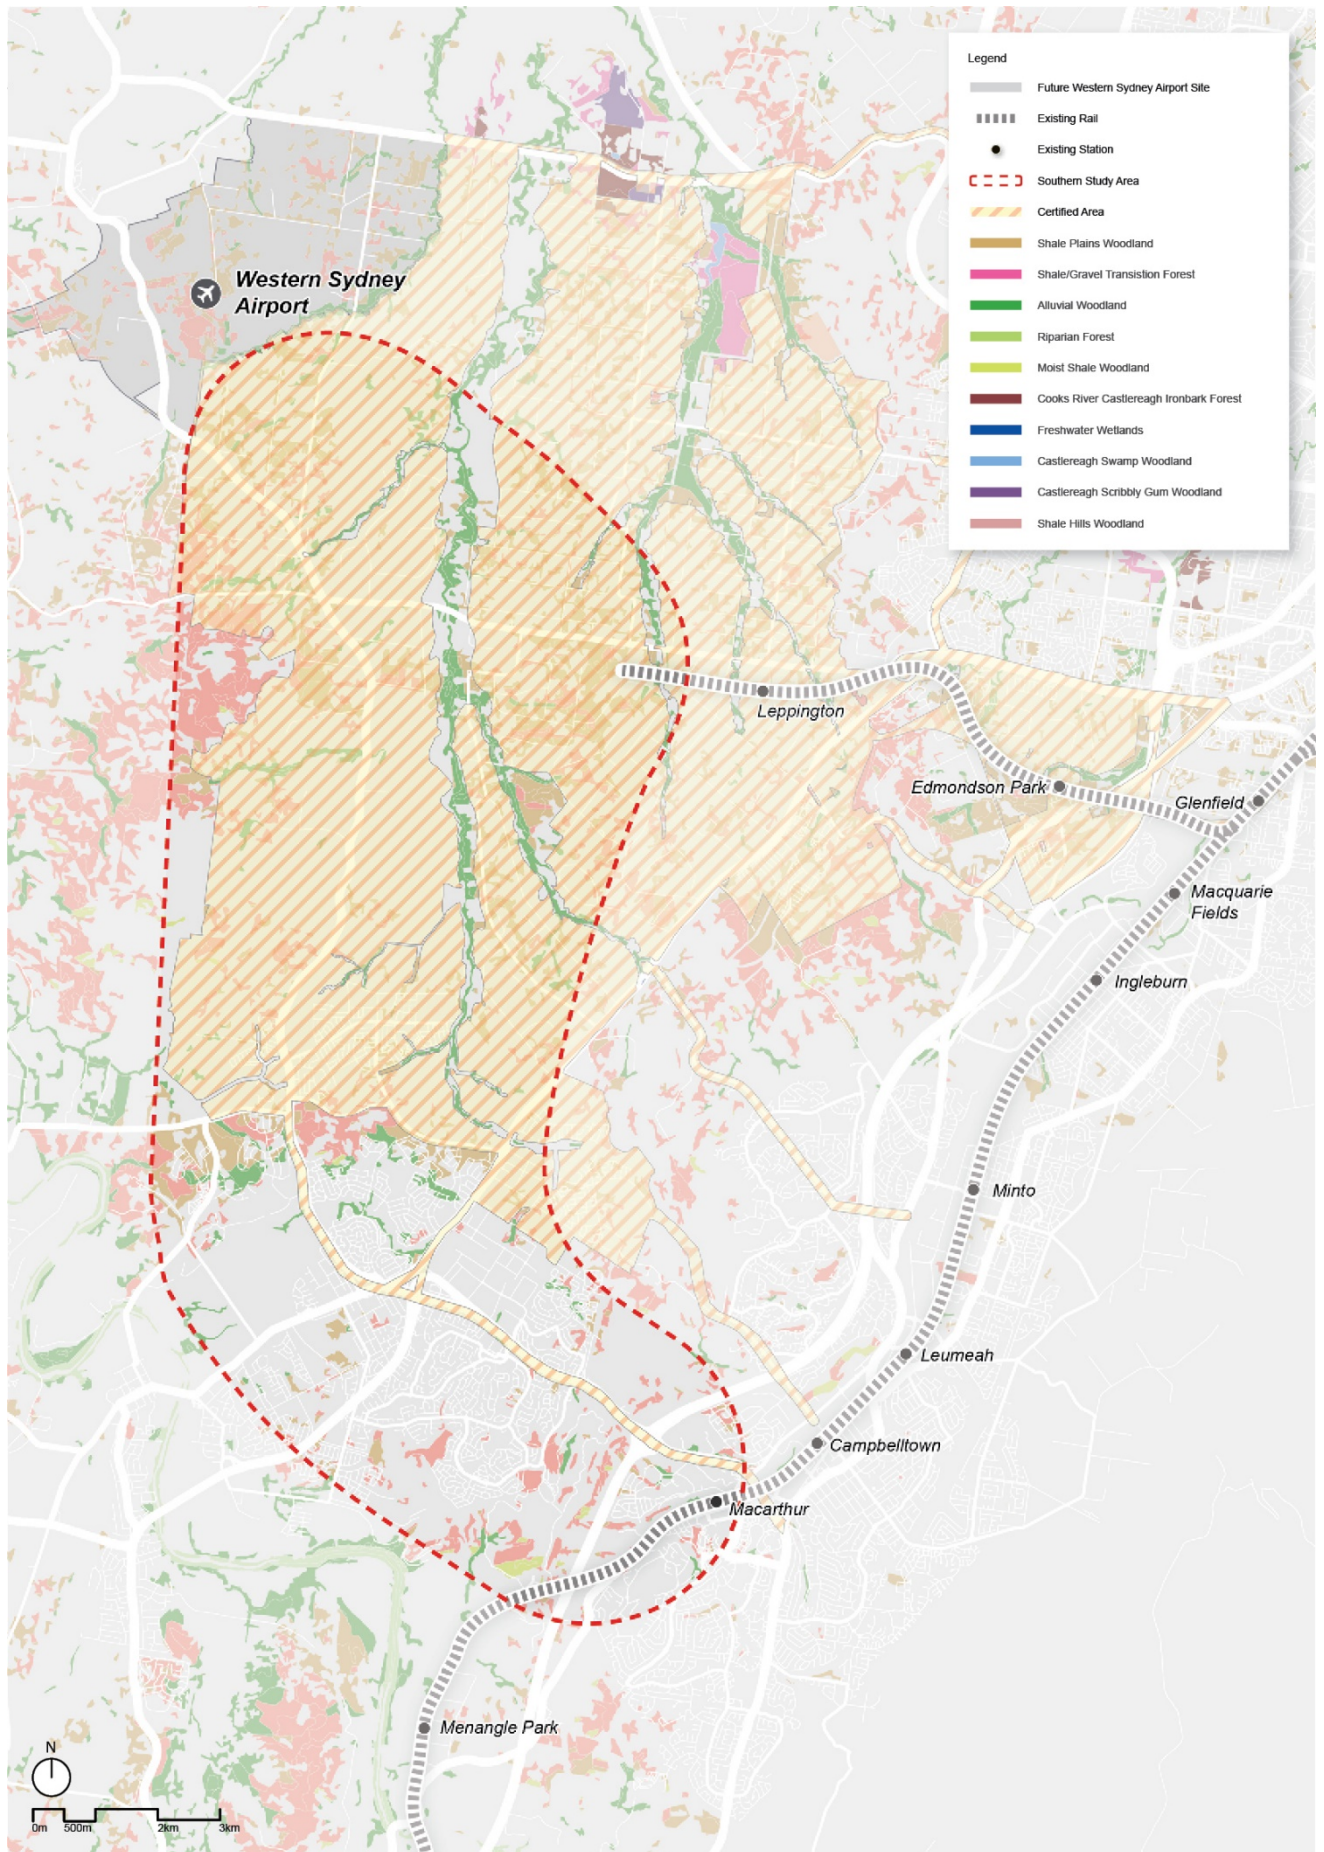 Legend
Future Western Sydney Airport Site
Existing Rail
Existing Station
Southern Study Area
Certified Area
Shale Plains Woodland
Shale/Gravel Transistion Forest
Alluvial Woodland
Riparian Forest
Moist Shale Woodland
Cooks River Castlereagh Ironbark Forest
Freshwater Wetlands
Castlereagh Swamp Woodland
Castlereagh Scribbly Gum Woodland
Shale Hills Woodland
Western Sydney
Airport
Leppington
Edmondson Park
Glenfield
Macquarie
Fields
Ingleburn
Minto
Leumeah
Campbelltown
Macarthur
Menangle Park
N
0m 500m 2km 3km